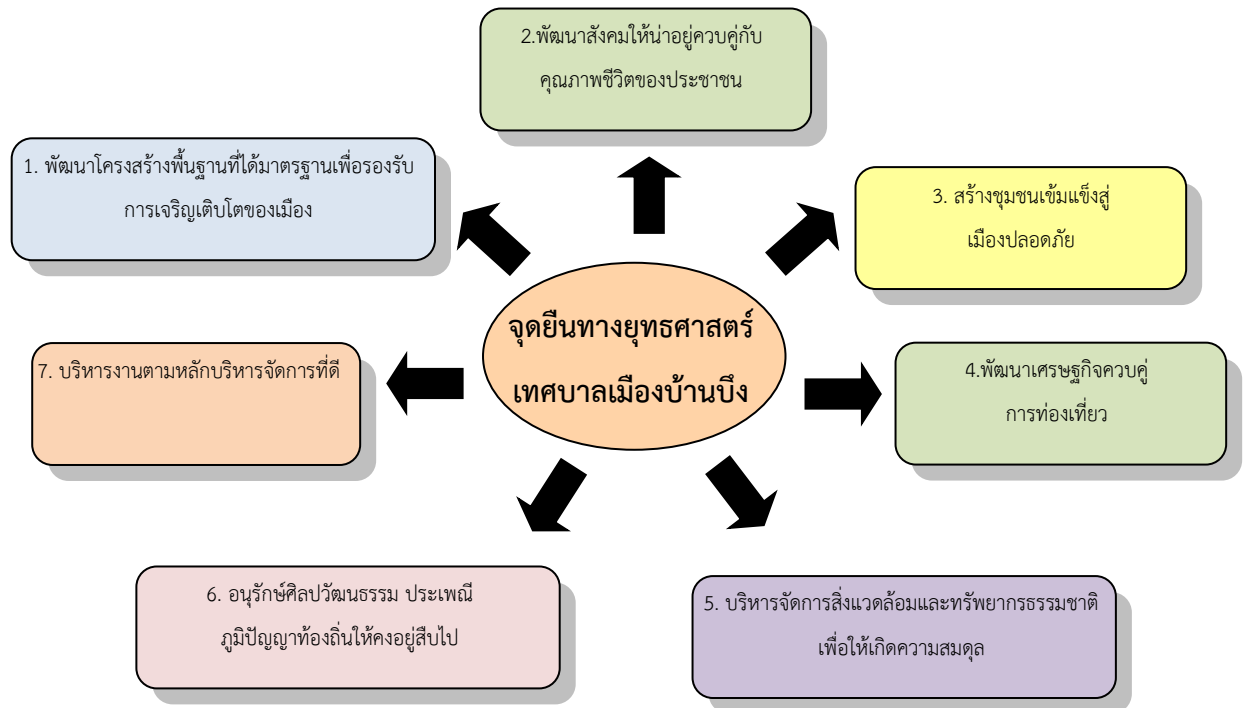 2.พัฒนาสังคมให้น่าอยู่ควบคู่กับ
คุณภาพชีวิตของประชาชน
1. พัฒนาโครงสร้างพื้นฐานที่ได้มาตรฐานเพื่อรองรับ
การเจริญเติบโตของเมือง
3. สร้างชุมชนเข้มแข็งสู่
เมืองปลอดภัย
จุดยืนทางยุทธศาสตร์
เทศบาลเมืองบ้านบึง
7. บริหารงานตามหลักบริหารจัดการที่ดี
4.พัฒนาเศรษฐกิจควบคู่
การท่องเที่ยว
6. อนุรักษ์ศิลปวัฒนธรรม ประเพณี
ภูมิปัญญาท้องถิ่นให้คงอยู่สืบไป
5. บริหารจัดการสิ่งแวดล้อมและทรัพยากรธรรมชาติ
เพื่อให้เกิดความสมดุล